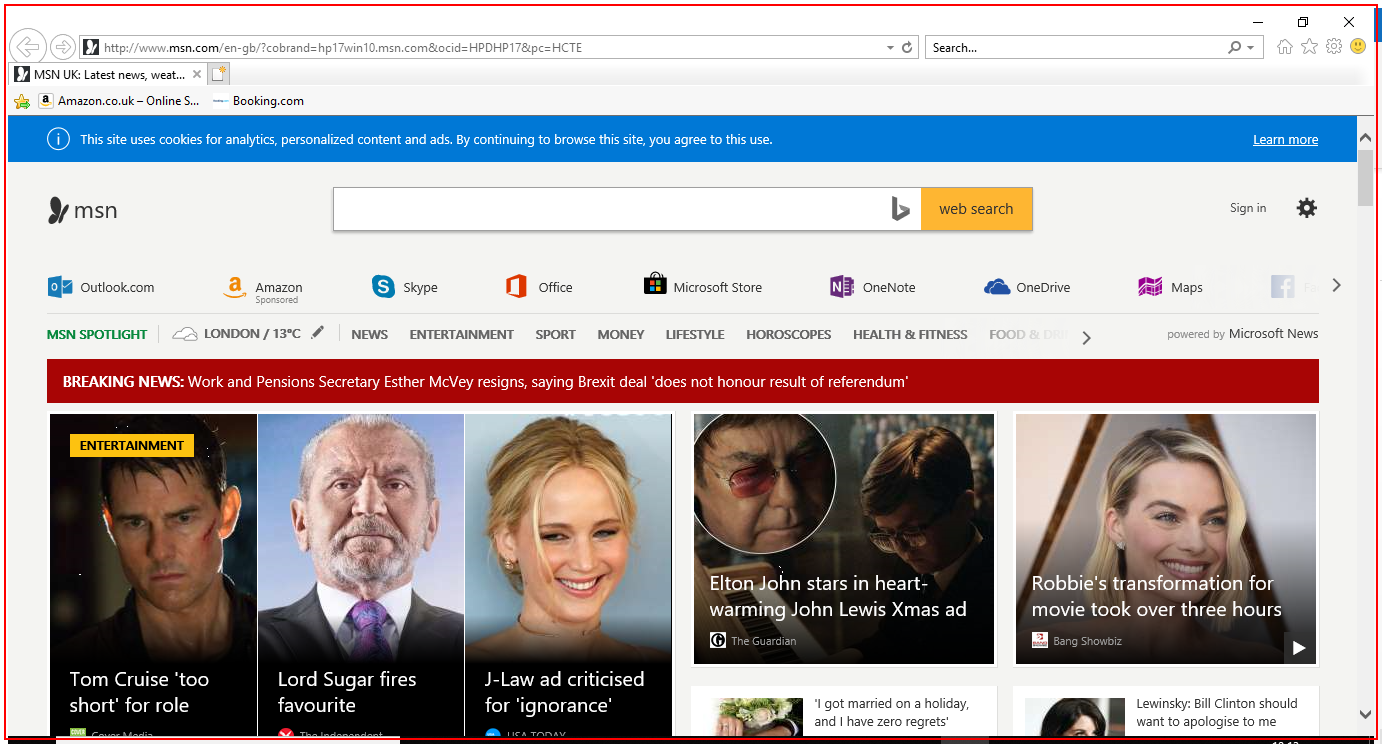 http://www.msn.com/en-gb/?cobrand=hp17win10.msn.com&ocid=HPDHP17&pc=HCTE
Search...
MSN UK: Latest news, weat...
Amazon.co.uk – Online S...
Booking.com
This site uses cookies for analytics, personalized content and ads. By continuing to browse this site, you agree to this use.
Learn more
msn
web search
Sign in
Outlook.com
Amazon
Sponsored
Skype
Office
Microsoft Store
OneNote
OneDrive
Maps
MSN SPOTLIGHT
LONDON / 13°C
NEWS
ENTERTAINMENT
SPORT
MONEY
LIFESTYLE
HOROSCOPES
HEALTH & FITNESS
FOOD &
powered by Microsoft News
BREAKING NEWS: Work and Pensions Secretary Esther McVey resigns, saying Brexit deal 'does not honour result of referendum'
ENTERTAINMENT
Tom Cruise 'too
short' for role
Cover Media
Lord Sugar fires
favourite
The Independent
J-Law ad criticised
for 'ignorance'
USA TODAY
Elton John stars in heart-
warming John Lewis Xmas ad
The Guardian
Robbie's transformation for
movie took over three hours
Bang Showbiz
'I got married on a holiday,
and I have zero regrets'
Lewinsky: Bill Clinton should
want to apologise to me